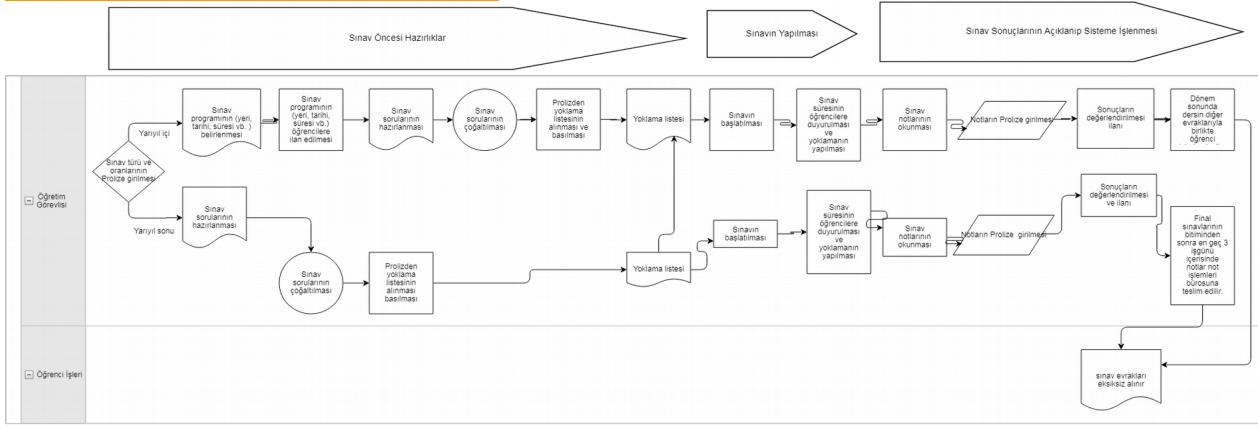 Sınav Öncesi Hazırlıklar
Sınavın Yapılması
Sınav Sonuçlarının Açıklanıp Sisteme İşlenmesi
Öğretim
Görevlisi
Sınav türü ve
oranlarının
Prolize girilmesi
Yarıyıl içi
Sınav
programının (yeri,
tarihi, süresi vb. )
belirlenmesi
Sınav
programının
(yeri, tarihi,
süresi vb.)
öğrencilere
ilan edilmesi
Sınav
sorularının
hazırlanması
Sınav
sorularının
çoğaltılması
Prolizden
yoklama
listesinin
alınması ve
basılması
Yoklama listesi
Sınavın
başlatılması
Sınav
süresinin
öğrencilere
duyurulması
ve
yoklamanın
yapılması
Sınav
notlarının
okunması
Notların Prolize girilmesi
Sonuçların
değerlendirilmesi
ilanı
Dönem
sonunda
dersin diğer
evraklarıyla
birlikte
öğrenci
Yarıyıl sonu
Sınav
sorularının
hazırlanması
Sınav
sorularının
çoğaltılması
Prolizden
yoklama
listesinin
alınması
basılması
Yoklama listesi
Sınavın
başlatılması
Sınav
süresinin
öğrencilere
duyurulması
ve
yoklamanın
yapılması
Sınav
notlarının
okunması
Notların Prolize girilmesi
Sonuçların
değerlendirilmesi
ve ilanı
Final
sınavlarının
bitiminden
sonra en geç 3
işgünü
içerisinde
notlar not
işlemleri
bürosuna
teslim edilir.
Öğrenci İşleri
sınav evrakları
eksiksiz alınır